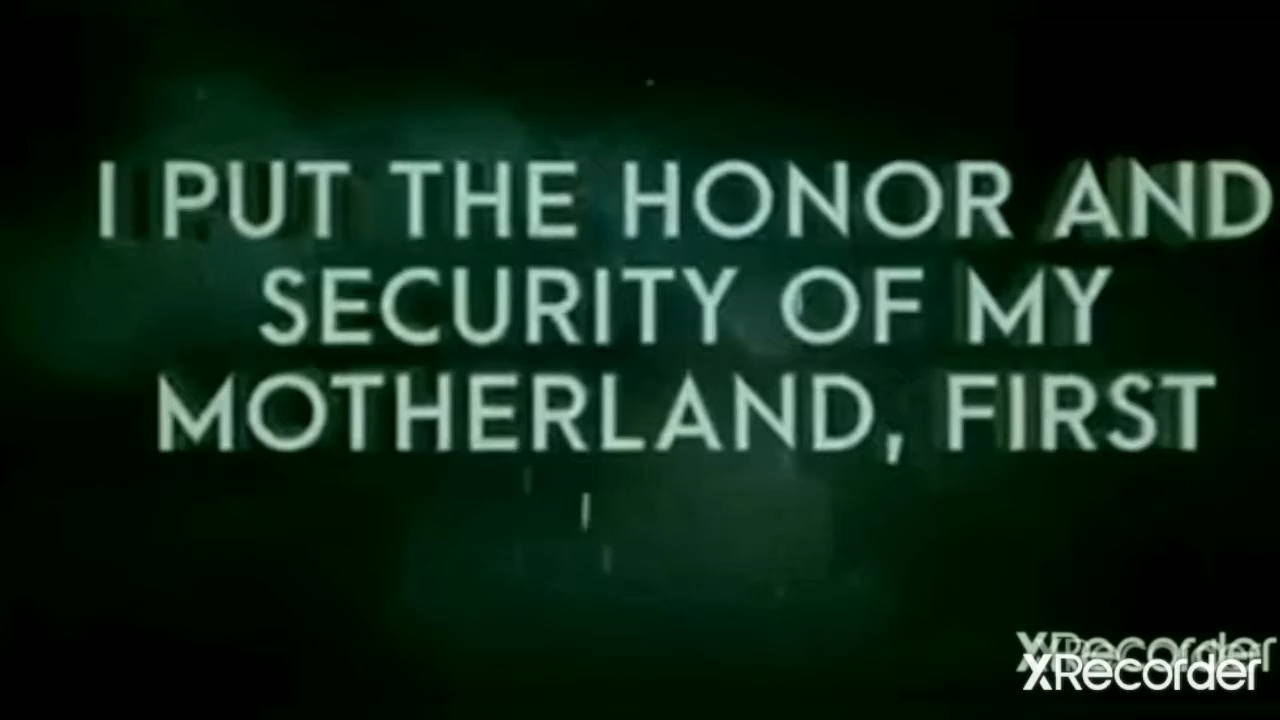 I PUT THE HONOR AND
SECURITY OF MY
MOTHERLAND, FIRST
XRecorder
XRecorder